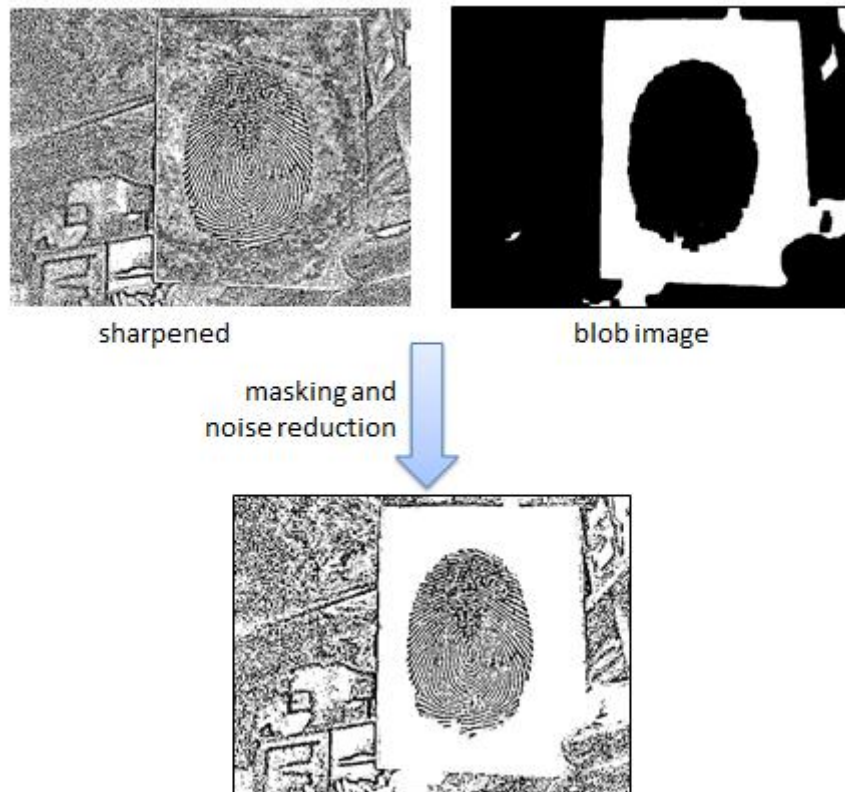 sharpened
blob image
masking and
noise reduction